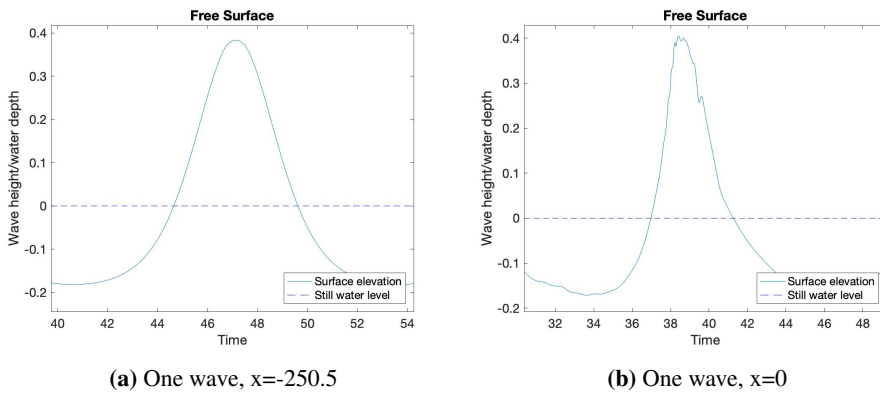 Free Surface
0.4
0.3
0.2
0.1
0
-0.1
-0.2
Wave height/water depth
40 42 44 46 48 50 52 54
Time
Surface elevation
Still water level
(a) One wave, x=-250.5
Free Surface
0.4
0.3
0.2
0.1
0
-0.1
-0.2
Wave height/water depth
32 34 36 38 40 42 44 46 48
Time
Surface elevation
Still water level
(b) One wave, x=0